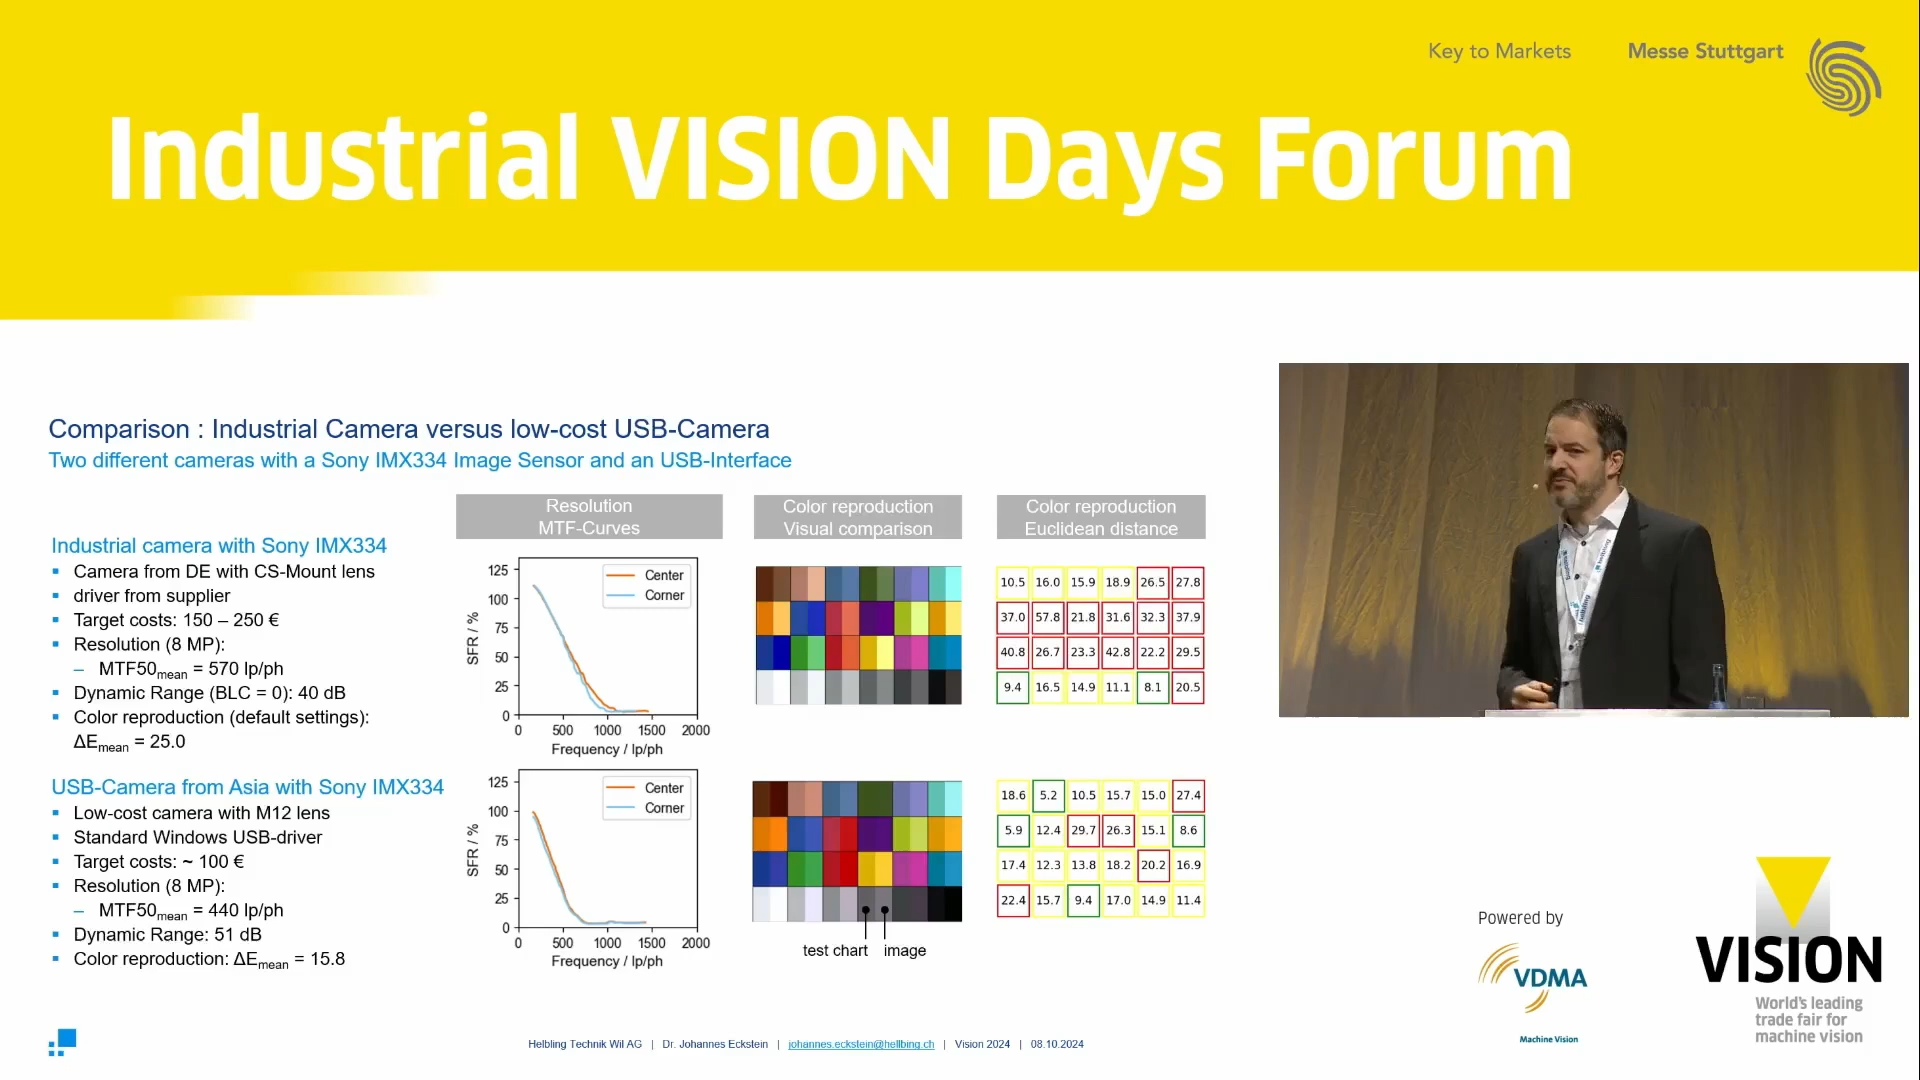 Key to Markets
Messe Stuttgart
Industrial VISION Days Forum
Comparison : Industrial Camera versus low-cost USB-Camera
Two different cameras with a Sony IMX334 Image Sensor and an USB-Interface
Industrial camera with Sony IMX334
▪ Camera from DE with CS-Mount lens
▪ driver from supplier
▪ Target costs: 150 – 250 €
▪ Resolution (8 MP):
– MTF50mean = 570 lp/ph
▪ Dynamic Range (BLC = 0): 40 dB
▪ Color reproduction (default settings):
ΔEmean = 25.0
USB-Camera from Asia with Sony IMX334
▪ Low-cost camera with M12 lens
▪ Standard Windows USB-driver
▪ Target costs: ~ 100 €
▪ Resolution (8 MP):
– MTF50mean = 440 lp/ph
▪ Dynamic Range: 51 dB
▪ Color reproduction: ΔEmean = 15.8
Resolution
MTF-Curves
125
100
75
50
25
0
SFR / %
Center
Corner
0 500 1000 1500 2000
Frequency / lp/ph
125
100
75
50
25
0
SFR / %
Center
Corner
0 500 1000 1500 2000
Frequency / lp/ph
Color reproduction
Visual comparison
test chart image
Color reproduction
Euclidean distance
10.5 16.0 15.9 18.9 26.5 27.8
37.0 57.8 21.8 31.6 32.3 37.9
40.8 26.7 23.3 42.8 22.2 29.5
9.4 16.5 14.9 11.1 8.1 20.5
18.6 5.2 10.5 15.7 15.0 27.4
5.9 12.4 29.7 26.3 15.1 8.6
17.4 12.3 13.8 18.2 20.2 16.9
22.4 15.7 9.4 17.0 14.9 11.4
helbling
Helbling Technik Wil AG | Dr. Johannes Eckstein | johannes.eckstein@hellbing.ch | Vision 2024 | 08.10.2024
Powered by
VDMA
Machine Vision
VISION
World's leading
trade fair for
machine vision